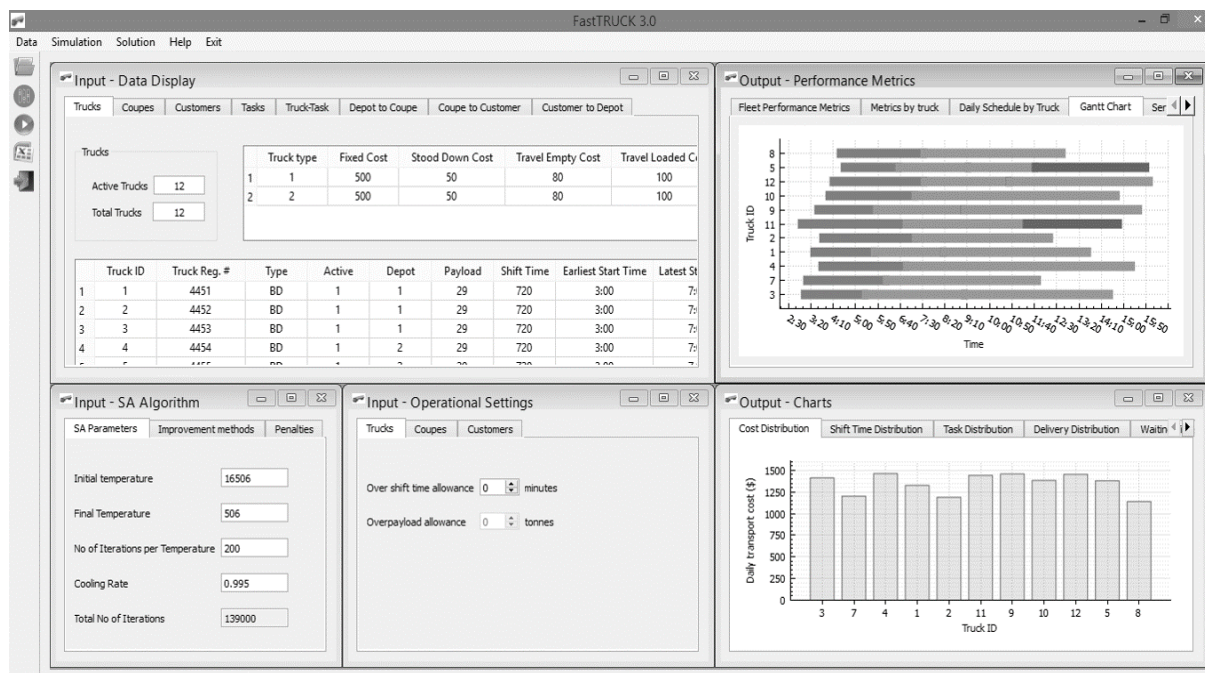 FastTRUCK 3.0
Data Simulation Solution Help Exit
Input - Data Display
Trucks Coupes Customers Tasks Truck-Task Depot to Coupe Coupe to Customer Customer to Depot
Trucks
Active Trucks 12
Total Trucks 12
Truck type Fixed Cost Stood Down Cost Travel Empty Cost Travel Loaded C
1 1 500 50 80 100
2 2 500 50 80 100
Truck ID Truck Reg. # Type Active Depot Payload Shift Time Earliest Start Time Latest St
1 1 4451 BD 1 1 29 720 3:00 7:
2 2 4452 BD 1 1 29 720 3:00 7:
3 3 4453 BD 1 1 29 720 3:00 7:
4 4 4454 BD 1 2 29 720 3:00 7:
Output - Performance Metrics
Fleet Performance Metrics Metrics by truck Daily Schedule by Truck Gantt Chart Ser
Truck ID
8
5
12
10
9
11
2
1
4
7
3
2:30 3:20 4:10 5:00 5:50 6:40 7:30 8:20 9:10 10:00 10:50 11:40 12:30 13:20 14:10 15:00 15:50
Time
Input - SA Algorithm
SA Parameters Improvement methods Penalties
Initial temperature 16506
Final Temperature 506
No of Iterations per Temperature 200
Cooling Rate 0.995
Total No of Iterations 139000
Input - Operational Settings
Trucks Coupes Customers
Over shift time allowance 0 minutes
Overpayload allowance 0 tonnes
Output - Charts
Cost Distribution Shift Time Distribution Task Distribution Delivery Distribution Waitin
Daily transport cost ($)
1500
1250
1000
750
500
250
0
3 7 4 1 2 11 9 10 12 5 8
Truck ID